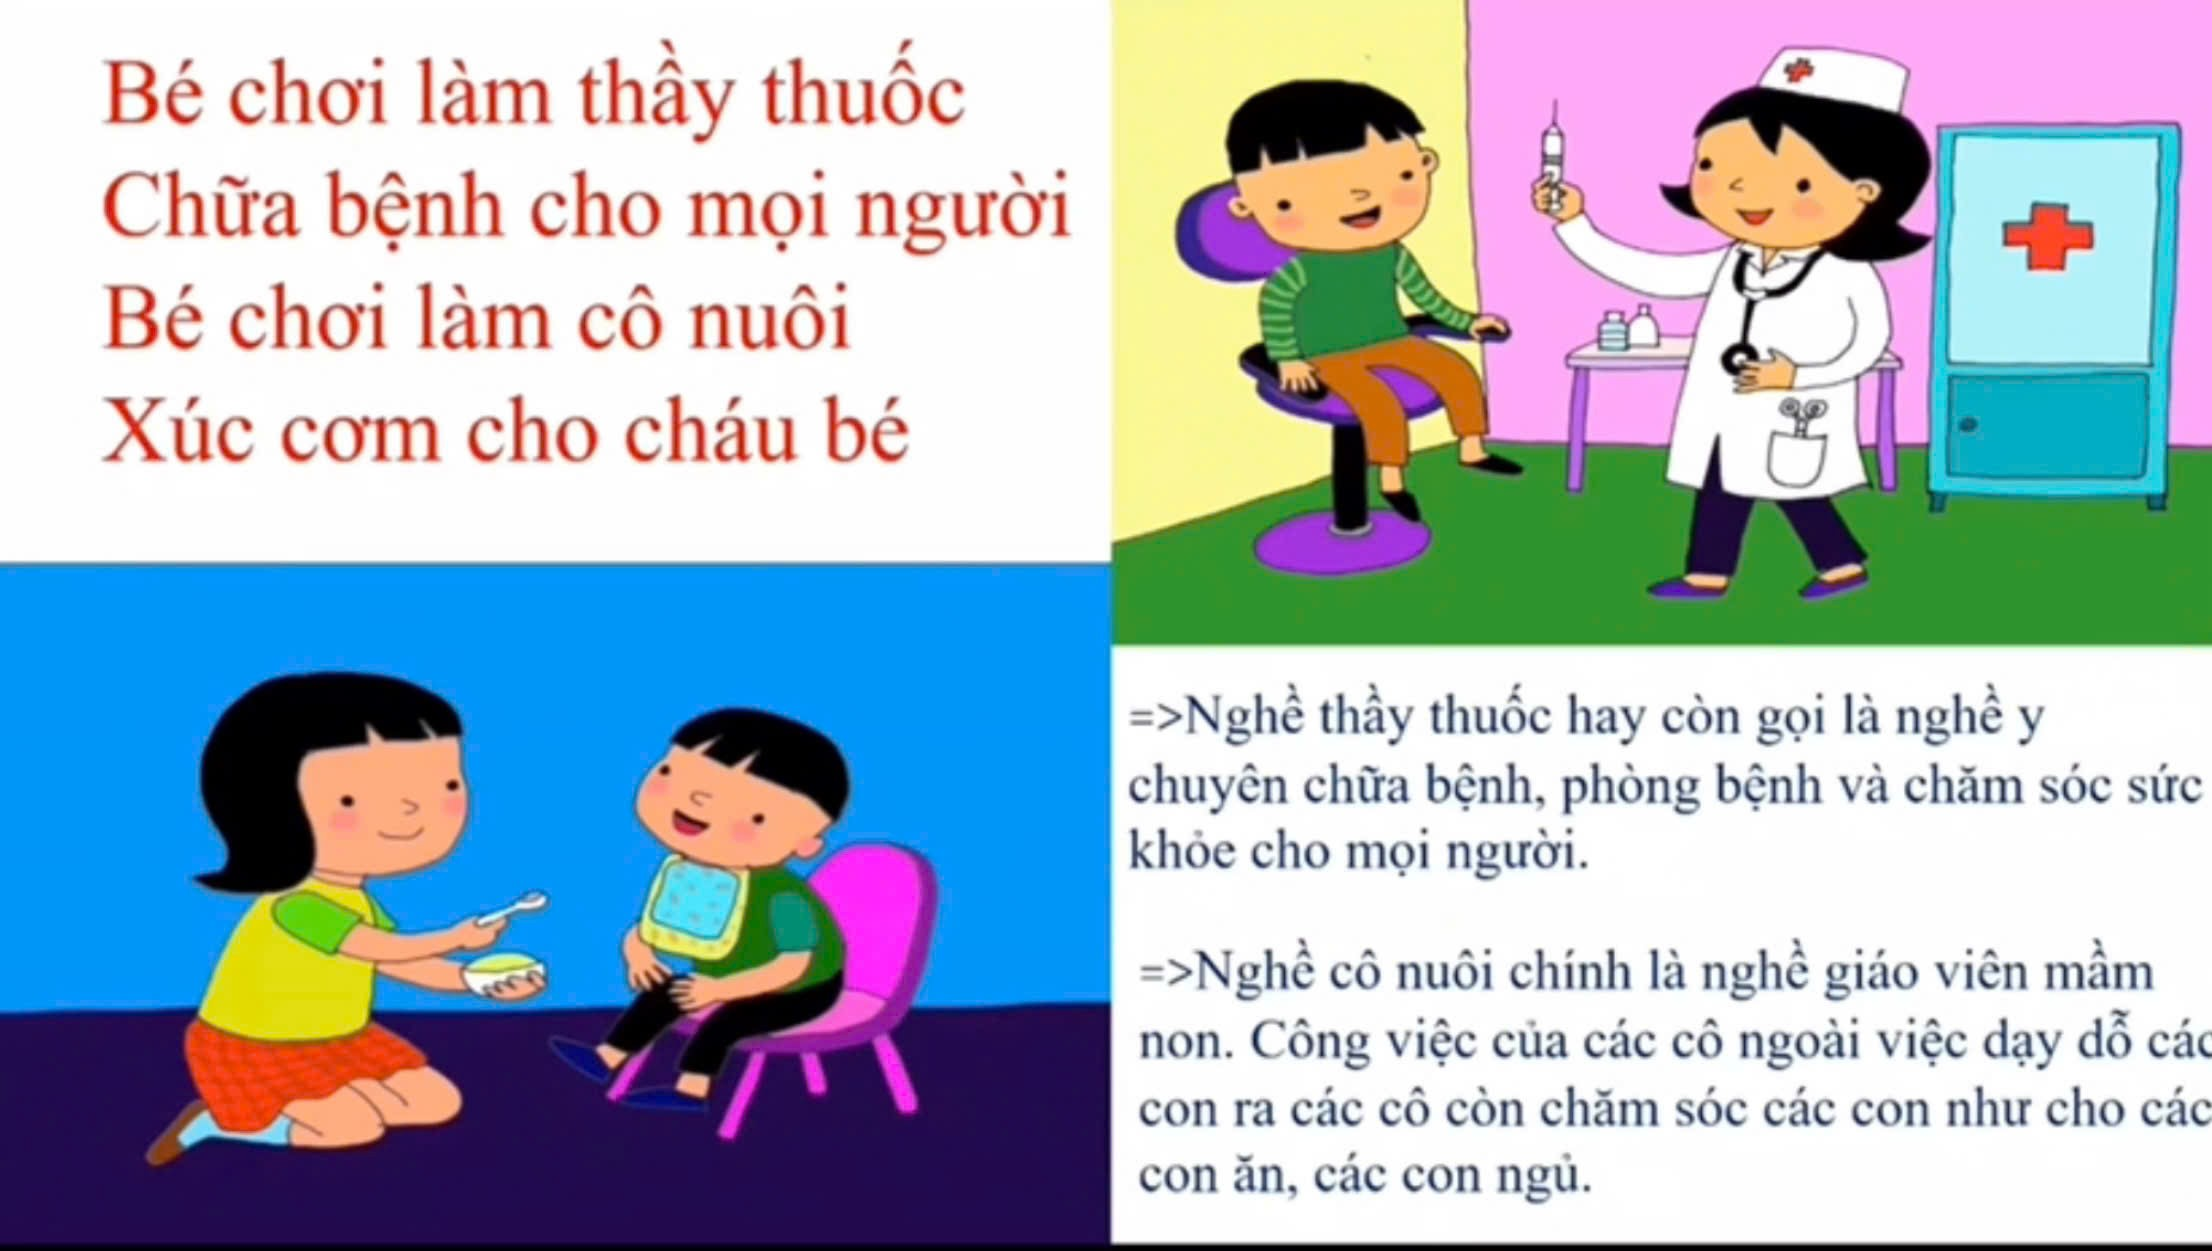 Bé chơi làm thầy thuốc
Chữa bệnh cho mọi người
Bé chơi làm cô nuôi
Xúc cơm cho cháu bé
=>Nghề thầy thuốc hay còn gọi là nghề y
chuyên chữa bệnh, phòng bệnh và chăm sóc sức
khỏe cho mọi người.
=>Nghề cô nuôi chính là nghề giáo viên mầm
non. Công việc của các cô ngoài việc dạy dỗ các
con ra các cô còn chăm sóc các con như cho các
con ăn, các con ngủ.